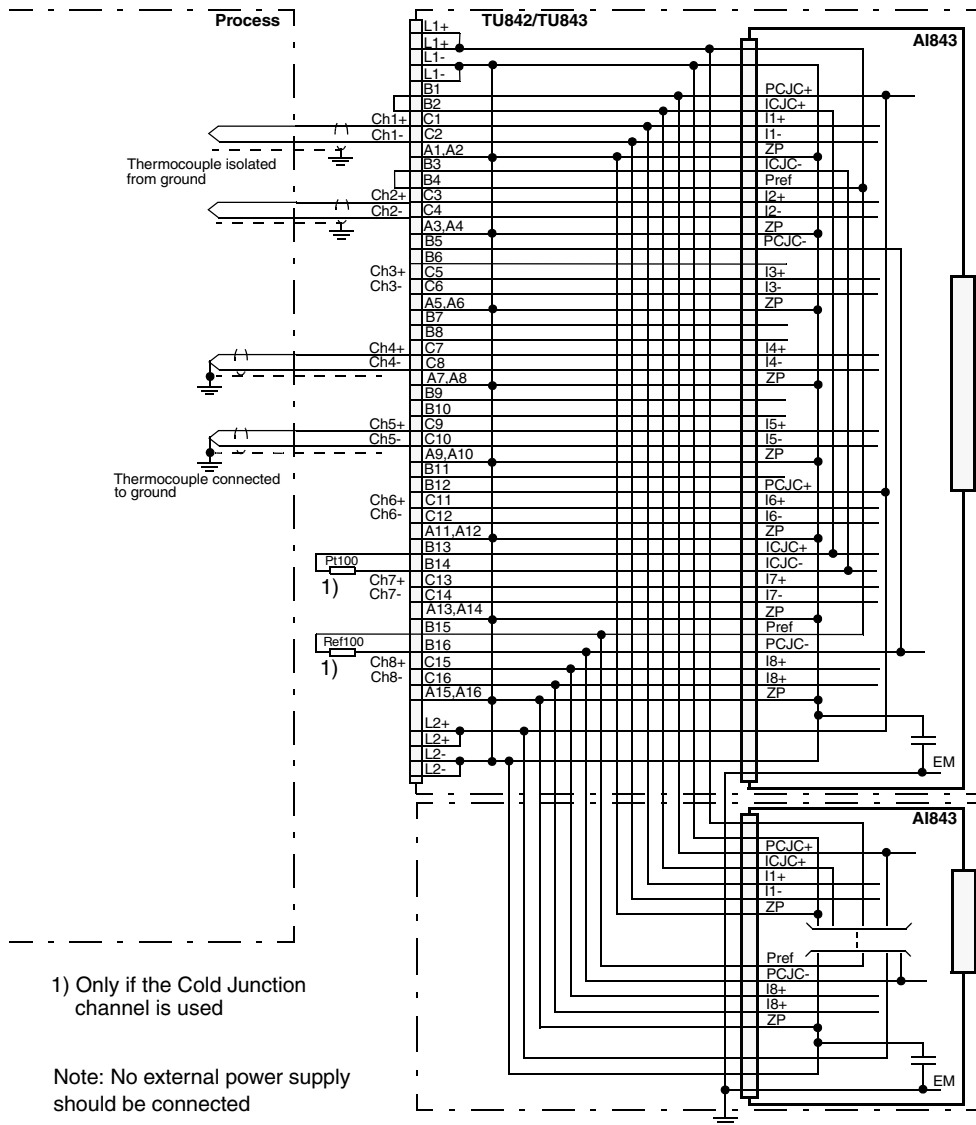 Process
TU842/TU843
AI843
L1+
L1+
L1-
L1-
B1 PCJC+
B2 ICJC+
Ch1+ C1 I1+
Ch1- C2 I1-
A1,A2 ZP
Thermocouple isolated
from ground
B3 ICJC-
B4 Pref
Ch2+ C3 I2+
Ch2- C4 I2-
A3,A4 ZP
B5 PCJC-
B6
Ch3+ C5 I3+
Ch3- C6 I3-
A5,A6 ZP
B7
B8
Ch4+ C7 I4+
Ch4- C8 I4-
A7,A8 ZP
B9
B10
Ch5+ C9 I5+
Ch5- C10 I5-
A9,A10 ZP
Thermocouple connected
to ground
B11
B12 PCJC+
Ch6+ C11 I6+
Ch6- C12 I6-
A11,A12 ZP
B13 ICJC+
Pt100 B14 ICJC-
1) Ch7+ C13 I7+
Ch7- C14 I7-
A13,A14 ZP
B15 Pref
Ref100 B16 PCJC-
1) Ch8+ C15 I8+
Ch8- C16 I8+
A15,A16 ZP
L2+
L2+
L2-
L2-
EM
AI843
PCJC+
ICJC+
I1+
I1-
ZP
Pref
PCJC-
I8+
I8+
ZP
EM
1) Only if the Cold Junction
channel is used
Note: No external power supply
should be connected